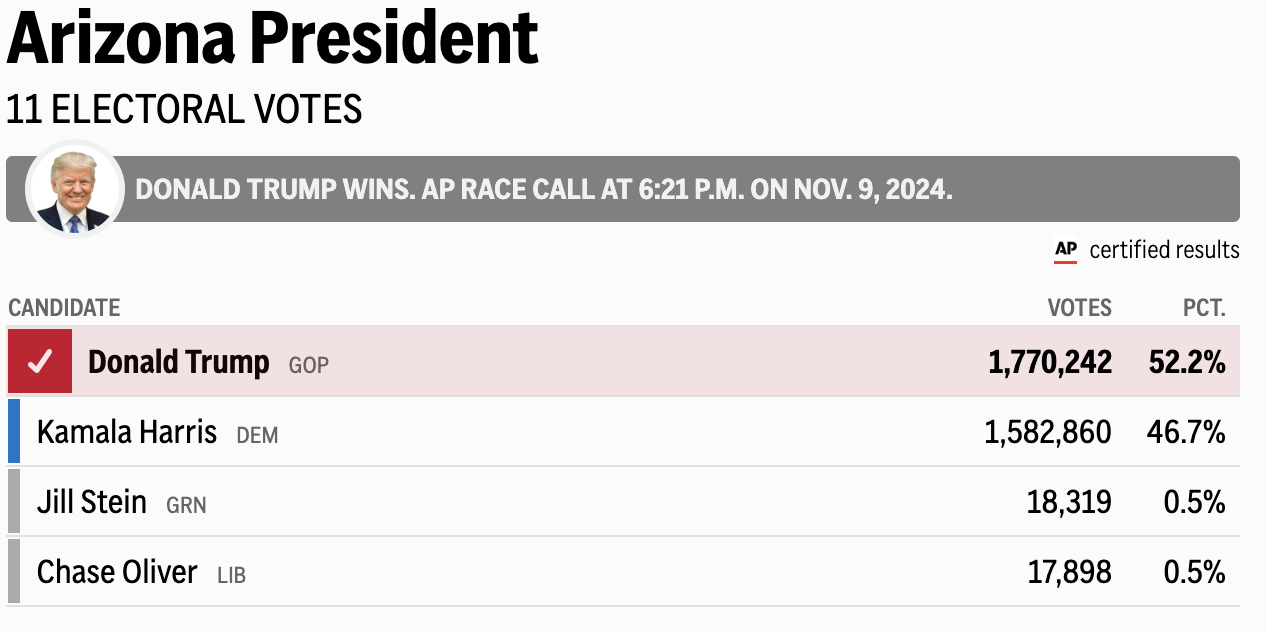 Arizona President
11 ELECTORAL VOTES
DONALD TRUMP WINS. AP RACE CALL AT 6:21 P.M. ON NOV. 9, 2024.
AP certified results
CANDIDATE VOTES PCT.
Donald Trump GOP 1,770,242 52.2%
Kamala Harris DEM 1,582,860 46.7%
Jill Stein GRN 18,319 0.5%
Chase Oliver LIB 17,898 0.5%